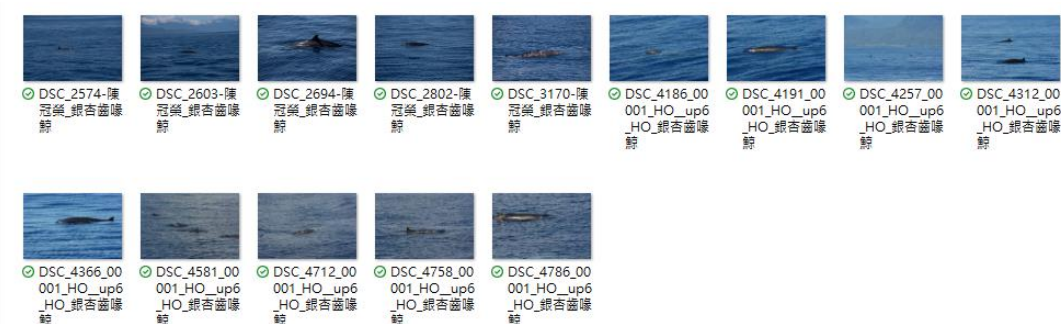 DSC_2574-陳
冠榮_銀杏齒喙
鯨
DSC_2603-陳
冠榮_銀杏齒喙
鯨
DSC_2694-陳
冠榮_銀杏齒喙
鯨
DSC_2802-陳
冠榮_銀杏齒喙
鯨
DSC_3170-陳
冠榮_銀杏齒喙
鯨
DSC_4186_00
001_HO__up6
_HO_銀杏齒喙
鯨
DSC_4191_00
001_HO__up6
_HO_銀杏齒喙
鯨
DSC_4257_00
001_HO__up6
_HO_銀杏齒喙
鯨
DSC_4312_00
001_HO__up6
_HO_銀杏齒喙
鯨
DSC_4366_00
001_HO__up6
_HO_銀杏齒喙
鯨
DSC_4581_00
001_HO__up6
_HO_銀杏齒喙
鯨
DSC_4712_00
001_HO__up6
_HO_銀杏齒喙
鯨
DSC_4758_00
001_HO__up6
_HO_銀杏齒喙
鯨
DSC_4786_00
001_HO__up6
_HO_銀杏齒喙
鯨